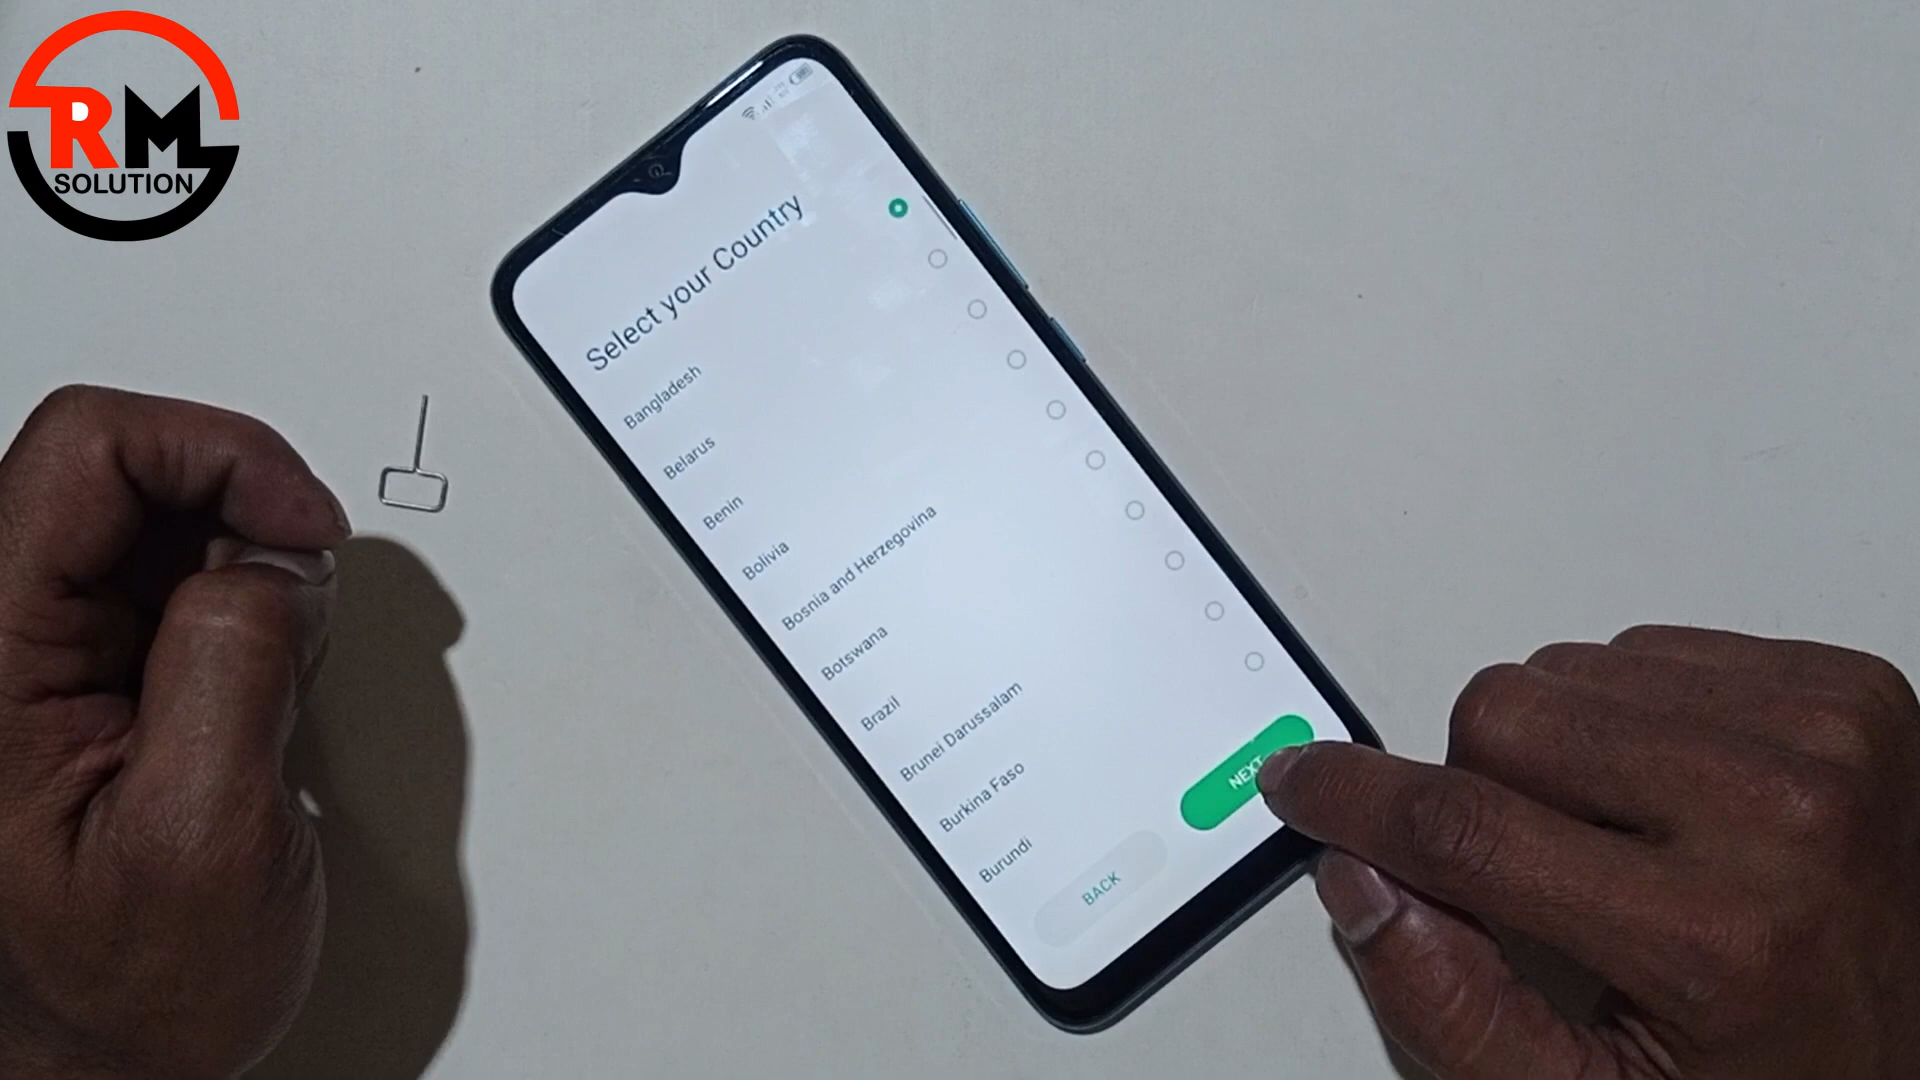 RM
SOLUTION
Select your Country
Bangladesh
Belarus
Benin
Bolivia
Bosnia and Herzegovina
Botswana
Brazil
Brunei Darussalam
Burkina Faso
Burundi
BACK
NEXT